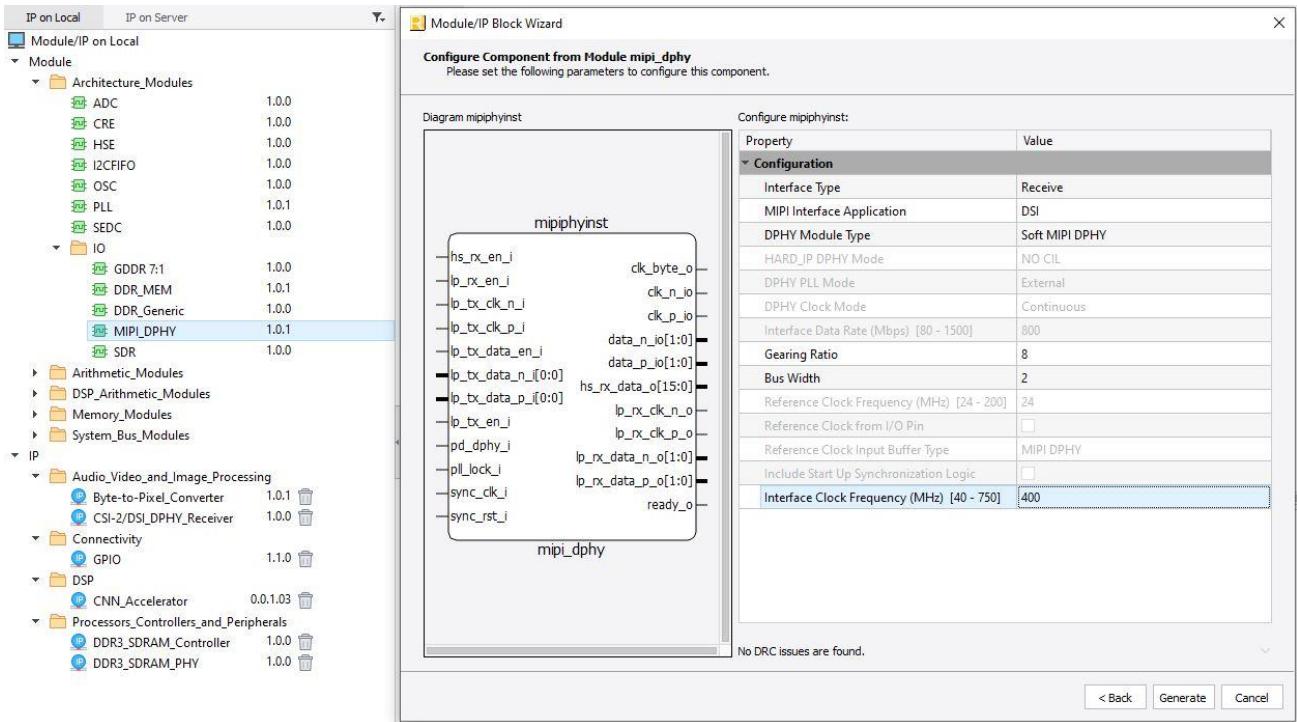 IP on Local IP on Server
Module/IP on Local
Module
Architecture_Modules
ADC 1.0.0
CRE 1.0.0
HSE 1.0.0
I2CFIFO 1.0.0
OSC 1.0.0
PLL 1.0.1
SEDC 1.0.0
IO
GDDR 7:1 1.0.0
DDR_MEM 1.0.1
DDR_Generic 1.0.0
MIPI_DPHY 1.0.1
SDR 1.0.0
Arithmetic_Modules
DSP_Arithmetic_Modules
Memory_Modules
System_Bus_Modules
IP
Audio_Video_and_Image_Processing
Byte-to-Pixel_Converter 1.0.1
CSI-2/DSI_DPHY_Receiver 1.0.0
Connectivity
GPIO 1.1.0
DSP
CNN_Accelerator 0.0.1.03
Processors_Controllers_and_Peripherals
DDR3_SDRAM_Controller 1.0.0
DDR3_SDRAM_PHY 1.0.0
Module/IP Block Wizard
Configure Component from Module mipi_dphy
Please set the following parameters to configure this component.
Diagram mipiphyinst
mipiphyinst
hs_rx_en_i
lp_rx_en_i
lp_tx_clk_n_i
lp_tx_clk_p_i
lp_tx_data_en_i
lp_tx_data_n_i[0:0]
lp_tx_data_p_i[0:0]
lp_tx_en_i
pd_dphy_i
pll_lock_i
sync_clk_i
sync_rst_i
clk_byte_o
clk_n_io
clk_p_io
data_n_io[1:0]
data_p_io[1:0]
hs_rx_data_o[15:0]
lp_rx_clk_n_o
lp_rx_clk_p_o
lp_rx_data_n_o[1:0]
lp_rx_data_p_o[1:0]
ready_o
mipi_dphy
Configure mipiphyinst:
Property Value
Configuration
Interface Type Receive
MIPI Interface Application DSI
DPHY Module Type Soft MIPI DPHY
HARD_IP DPHY Mode NO CIL
DPHY PLL Mode External
DPHY Clock Mode Continuous
Interface Data Rate (Mbps) [80 - 1500] 800
Gearing Ratio 8
Bus Width 2
Reference Clock Frequency (MHz) [24 - 200] 24
Reference Clock from I/O Pin
Reference Clock Input Buffer Type MIPI DPHY
Include Start Up Synchronization Logic
Interface Clock Frequency (MHz) [40 - 750] 400
No DRC issues are found.
< Back Generate Cancel